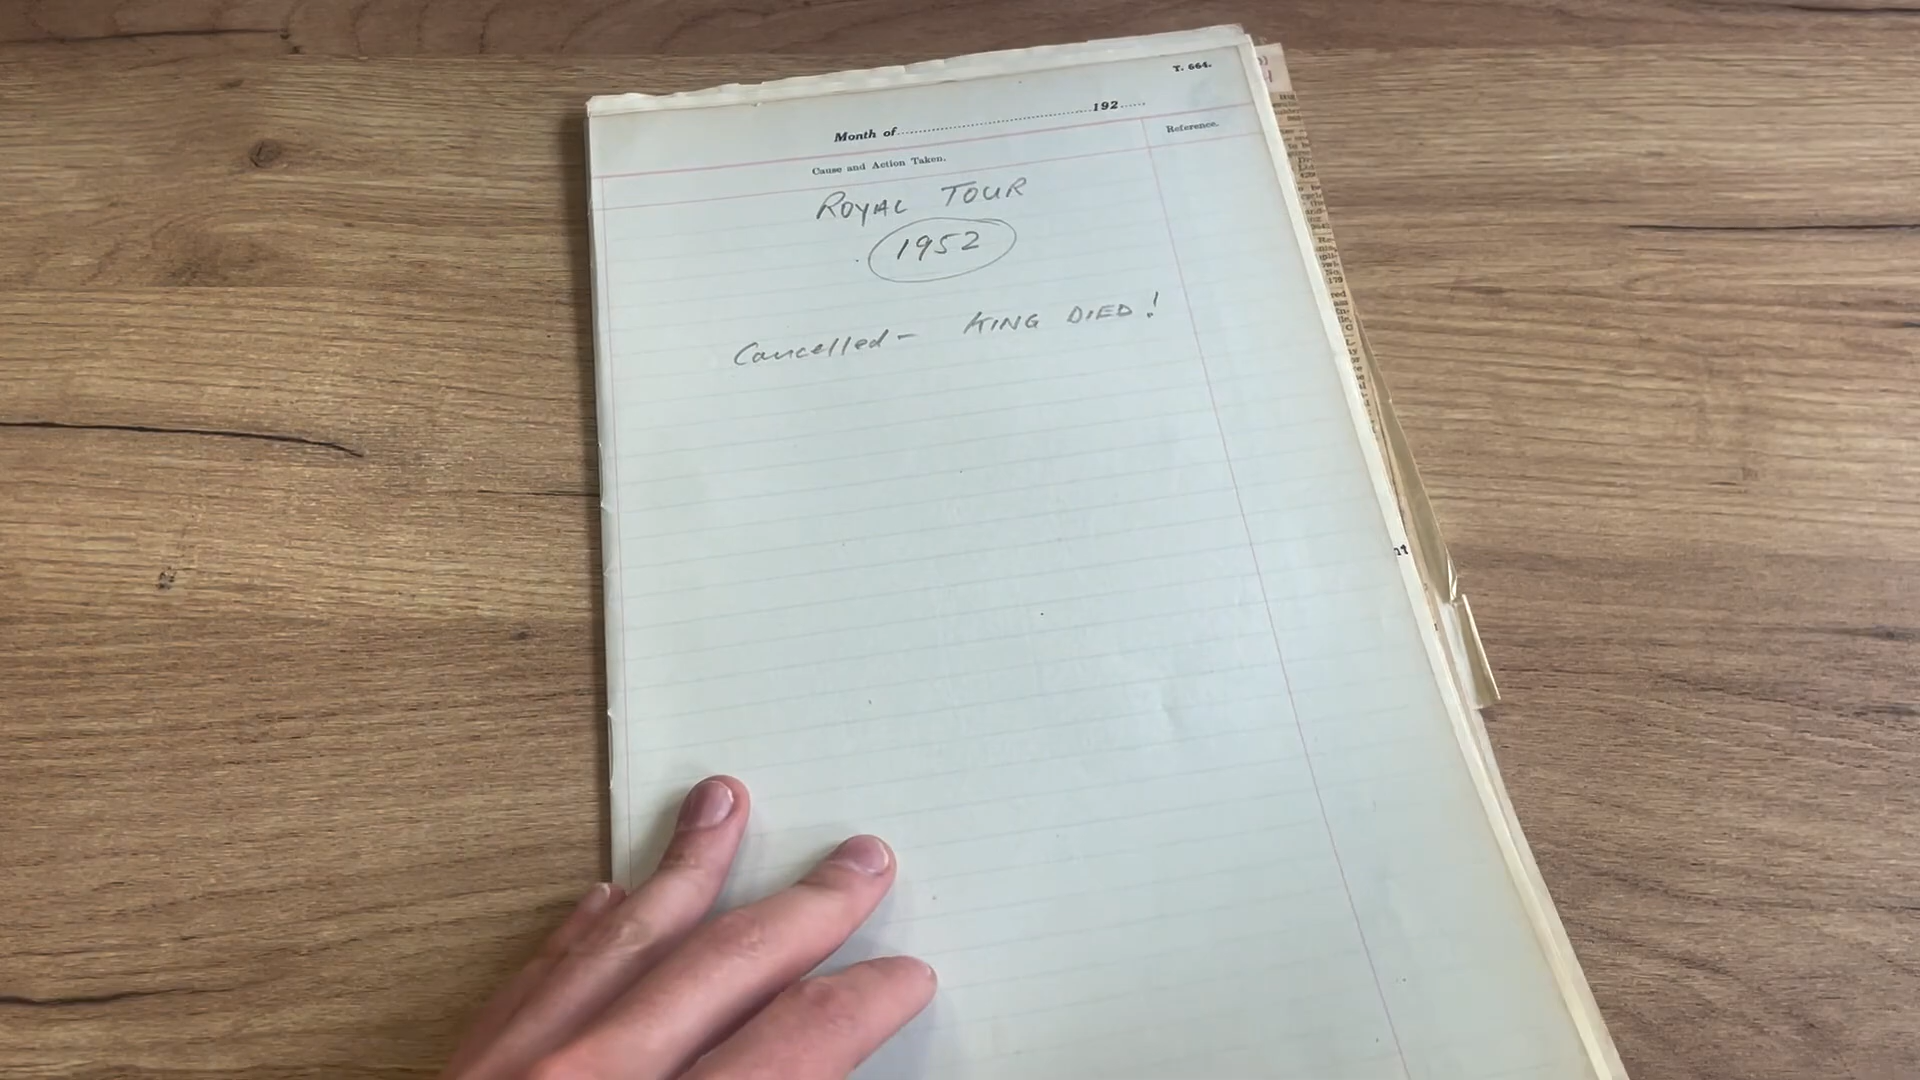 T. 664.
Month of 192
Cause and Action Taken.
Reference.
ROYAL TOUR
1952
Cancelled - KING DIED!